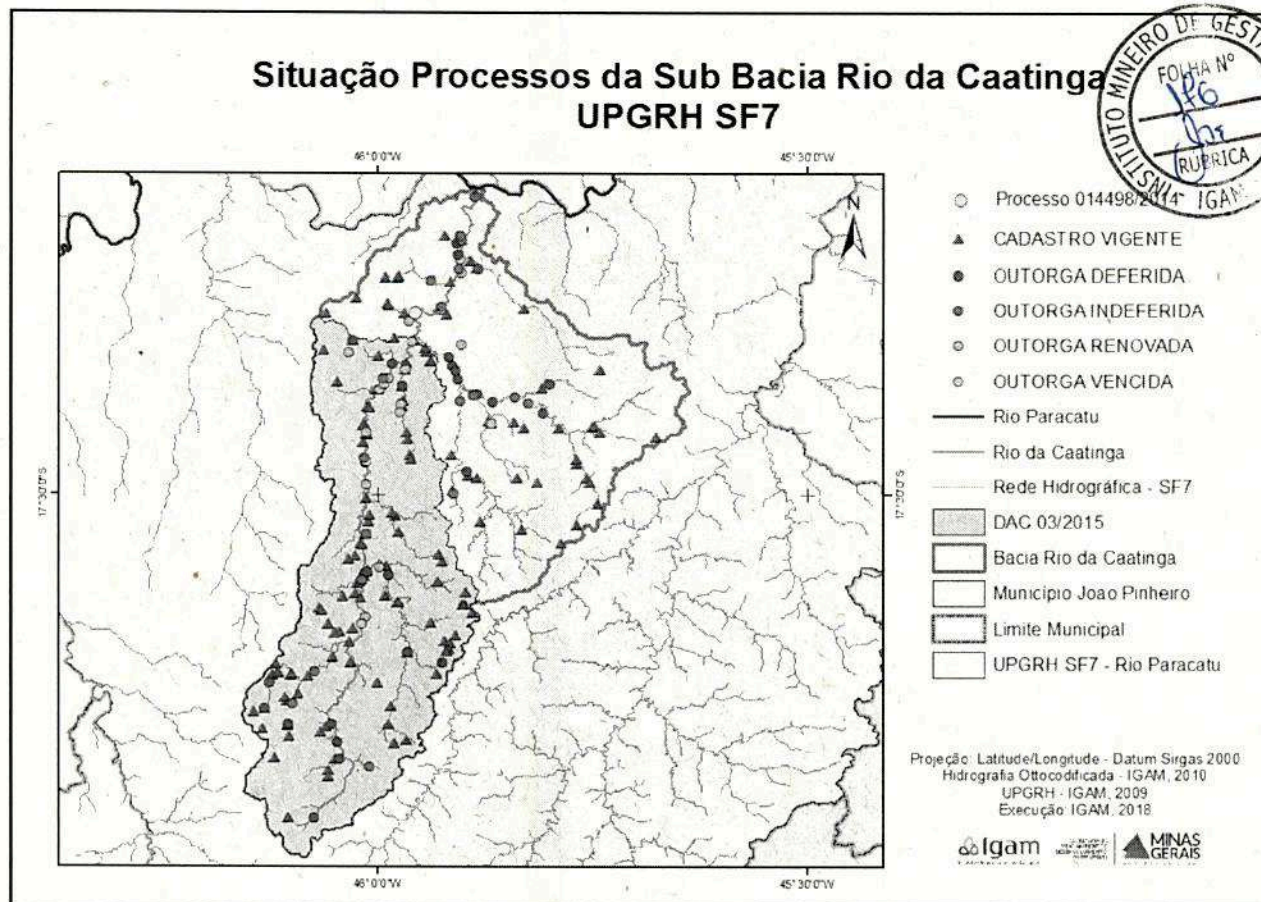 Situação Processos da Sub Bacia Rio da Caatinga
UPGRH SF7
INSTITUTO MINEIRO DE GESTÃ
IGAM
FOLHA Nº
176
RUBRICA
46°0'0"W
45°30'0"W
17°30'0"S
17°30'0"S
46°0'0"W
45°30'0"W
N
Processo 014498/2014
CADASTRO VIGENTE
OUTORGA DEFERIDA
OUTORGA INDEFERIDA
OUTORGA RENOVADA
OUTORGA VENCIDA
Rio Paracatu
Rio da Caatinga
Rede Hidrográfica - SF7
DAC 03/2015
Bacia Rio da Caatinga
Município Joao Pinheiro
Limite Municipal
UPGRH SF7 - Rio Paracatu
Projeção: Latitude/Longitude - Datum Sirgas 2000
Hidrografia Ottocodificada - IGAM, 2010
UPGRH - IGAM, 2009
Execução: IGAM, 2018
Igam
MINAS
GERAIS